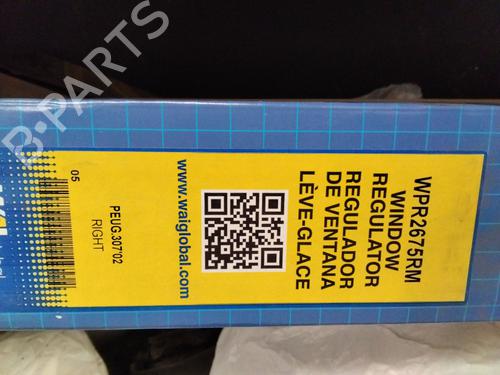 WPR2675RM
WINDOW
REGULATOR
REGULADOR
DE VENTANA
LÈVE-GLACE
www.waiglobal.com
PEUG.307'02
RIGHT
05
B-PARTS